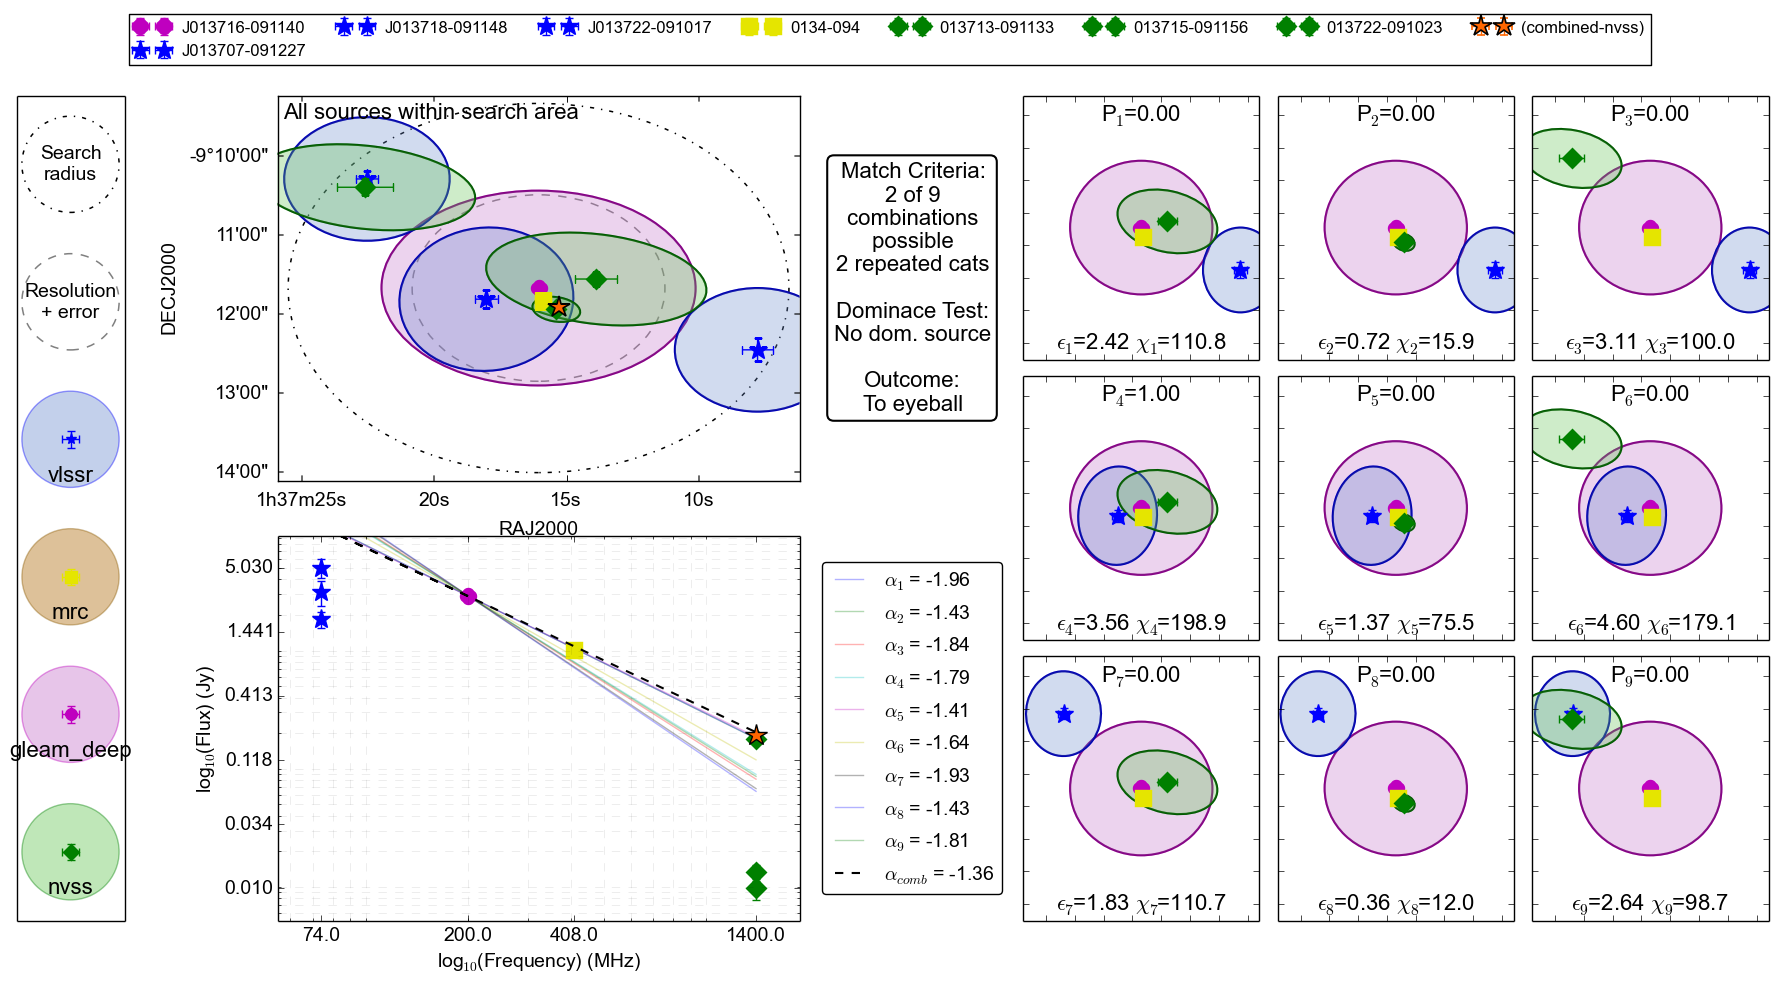 J013716-091140 J013718-091148 J013722-091017 0134-094 013713-091133 013715-091156 013722-091023 (combined-nvss)
J013707-091227
Search
radius
Resolution
+ error
vlssr
mrc
gleam_deep
nvss
All sources within search area
DECJ2000
-9°10'00"
11'00"
12'00"
13'00"
14'00"
1h37m25s 20s 15s 10s
RAJ2000
Match Criteria:
2 of 9
combinations
possible
2 repeated cats
Dominace Test:
No dom. source
Outcome:
To eyeball
log10(Flux) (Jy)
5.030
1.441
0.413
0.118
0.034
0.010
74.0 200.0 408.0 1400.0
log10(Frequency) (MHz)
α1 = -1.96
α2 = -1.43
α3 = -1.84
α4 = -1.79
α5 = -1.41
α6 = -1.64
α7 = -1.93
α8 = -1.43
α9 = -1.81
αcomb = -1.36
P1=0.00
ϵ1=2.42 χ1=110.8
P2=0.00
ϵ2=0.72 χ2=15.9
P3=0.00
ϵ3=3.11 χ3=100.0
P4=1.00
ϵ4=3.56 χ4=198.9
P5=0.00
ϵ5=1.37 χ5=75.5
P6=0.00
ϵ6=4.60 χ6=179.1
P7=0.00
ϵ7=1.83 χ7=110.7
P8=0.00
ϵ8=0.36 χ8=12.0
P9=0.00
ϵ9=2.64 χ9=98.7